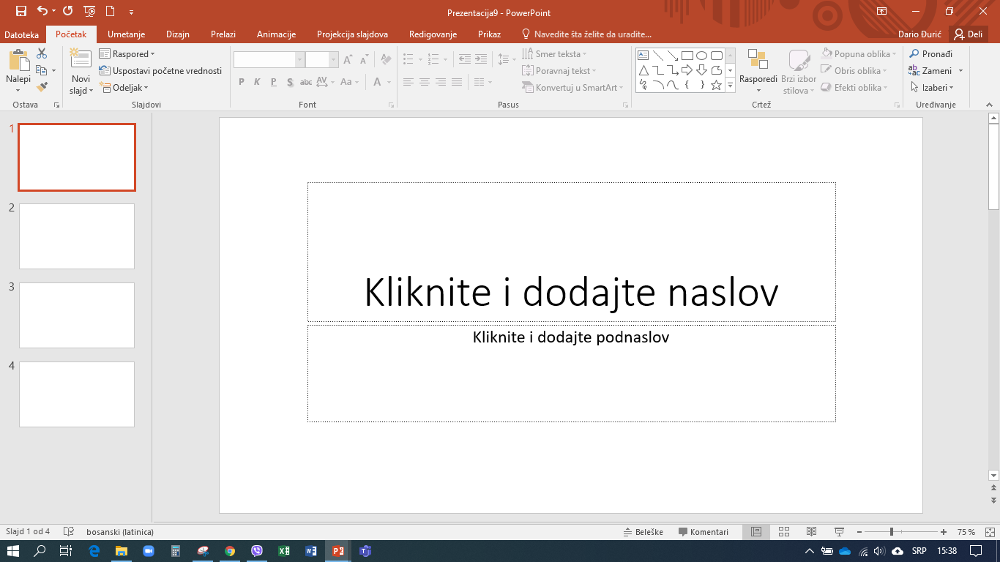 Prezentacija9 - PowerPoint
Datoteka Početak Umetanje Dizajn Prelazi Animacije Projekcija slajdova Redigovanje Prikaz Navedite šta želite da uradite... Dario Đurić Deli
Nalepi
Novi slajd
Raspored
Uspostavi početne vrednosti
Odeljak
P K P S abc AV Aa A
Smer teksta
Poravnaj tekst
Konvertuj u SmartArt
Rasporedi
Brzi izbor stilova
Popuna oblika
Obris oblika
Efekti oblika
Pronađi
Zameni
Izaberi
Ostava Slajdovi Font Pasus Crtež Uređivanje
1
2
3
4
Kliknite i dodajte naslov
Kliknite i dodajte podnaslov
Slajd 1 od 4 bosanski (latinica) Beleške Komentari 75 %
SRP 15:38